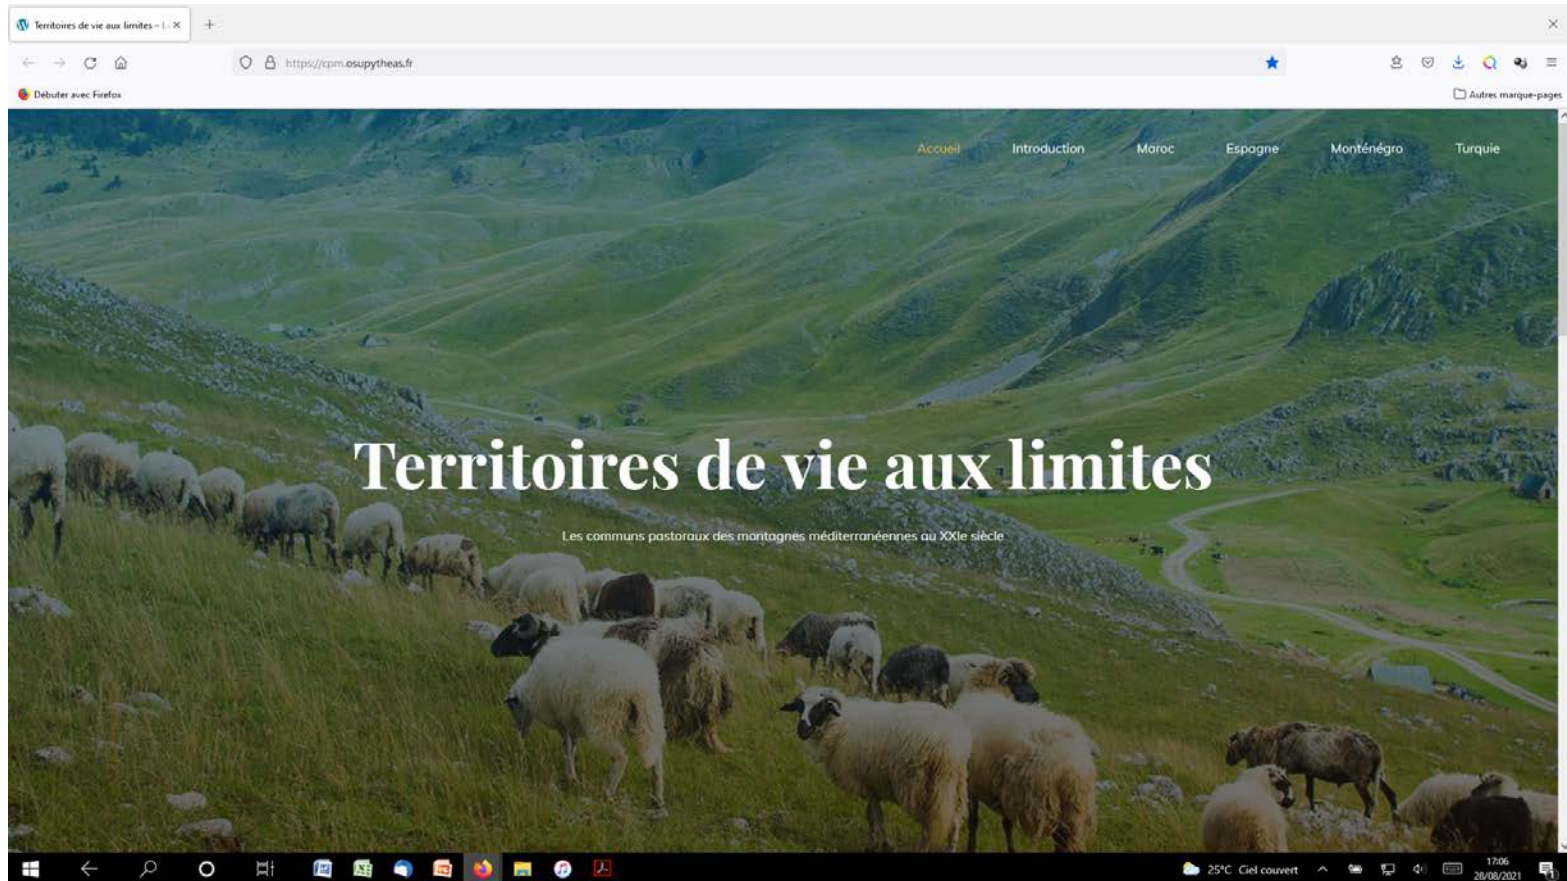 Territoires de vie aux limites – L
https://cpm.osupytheas.fr
Débuter avec Firefox
Autres marque-pages
Accueil Introduction Maroc Espagne Monténégro Turquie
Territoires de vie aux limites
Les communs pastoraux des montagnes méditerranéennes au XXIe siècle
25°C Ciel couvert
17:06
28/08/2021